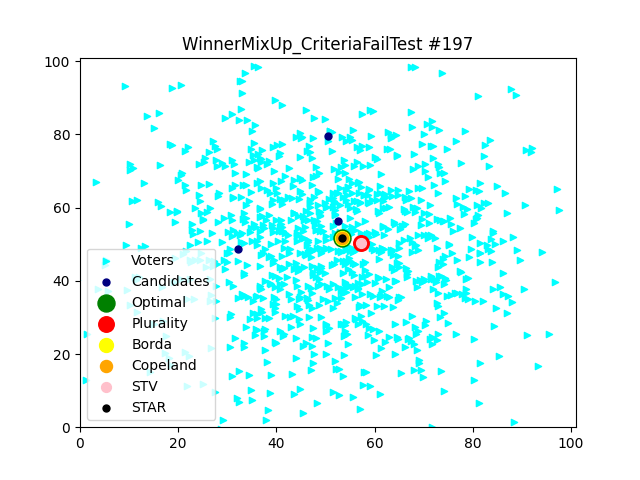 WinnerMixUp_CriteriaFailTest #197
100
80
60
40
20
0
0 20 40 60 80 100
Voters
Candidates
Optimal
Plurality
Borda
Copeland
STV
STAR